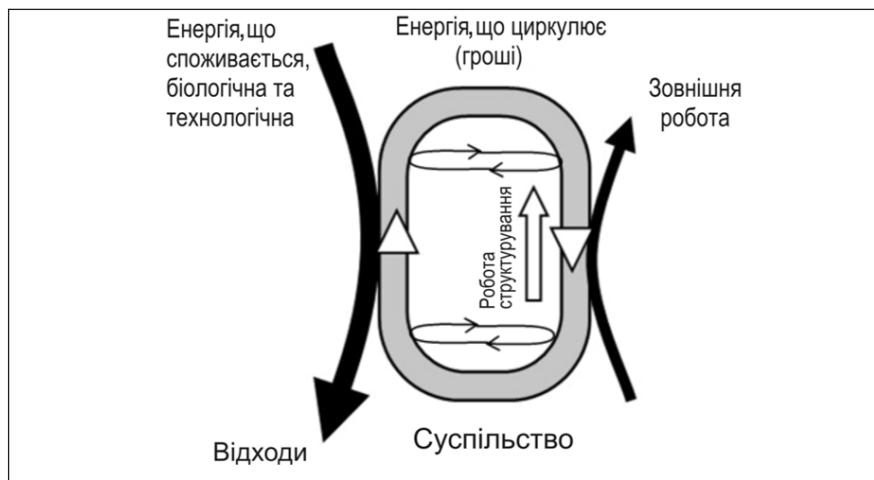 Енергія, що
споживається,
біологічна та
технологічна
Енергія, що циркулює
(гроші)
Зовнішня
робота
Робота
структурування
Відходи
Суспільство